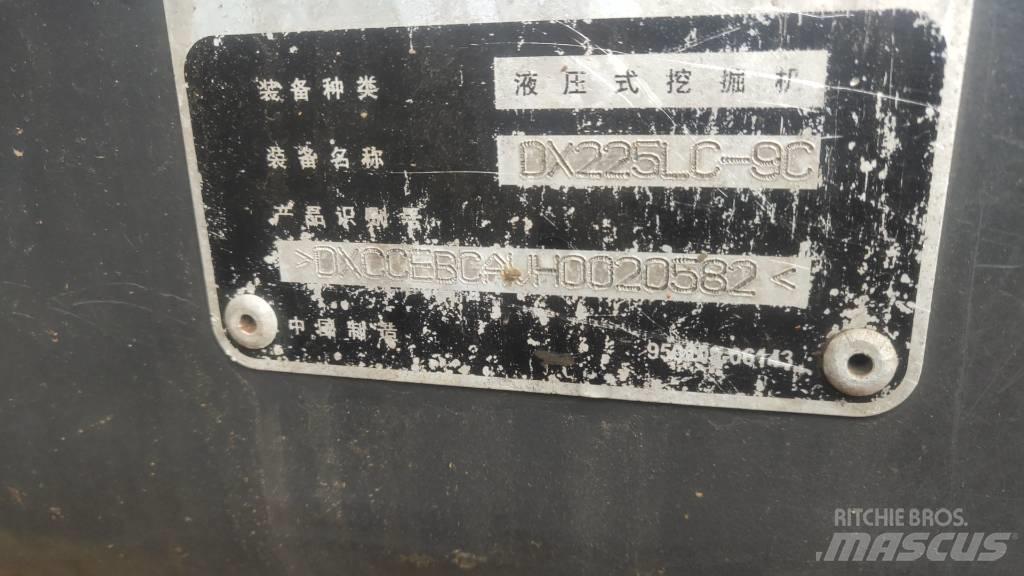 装备种类 液压式挖掘机
装备名称 DX225LC-9C
产品识别号
>DXCCEBCAJH0020582<
中国制造
RITCHIE BROS.
MASCUS